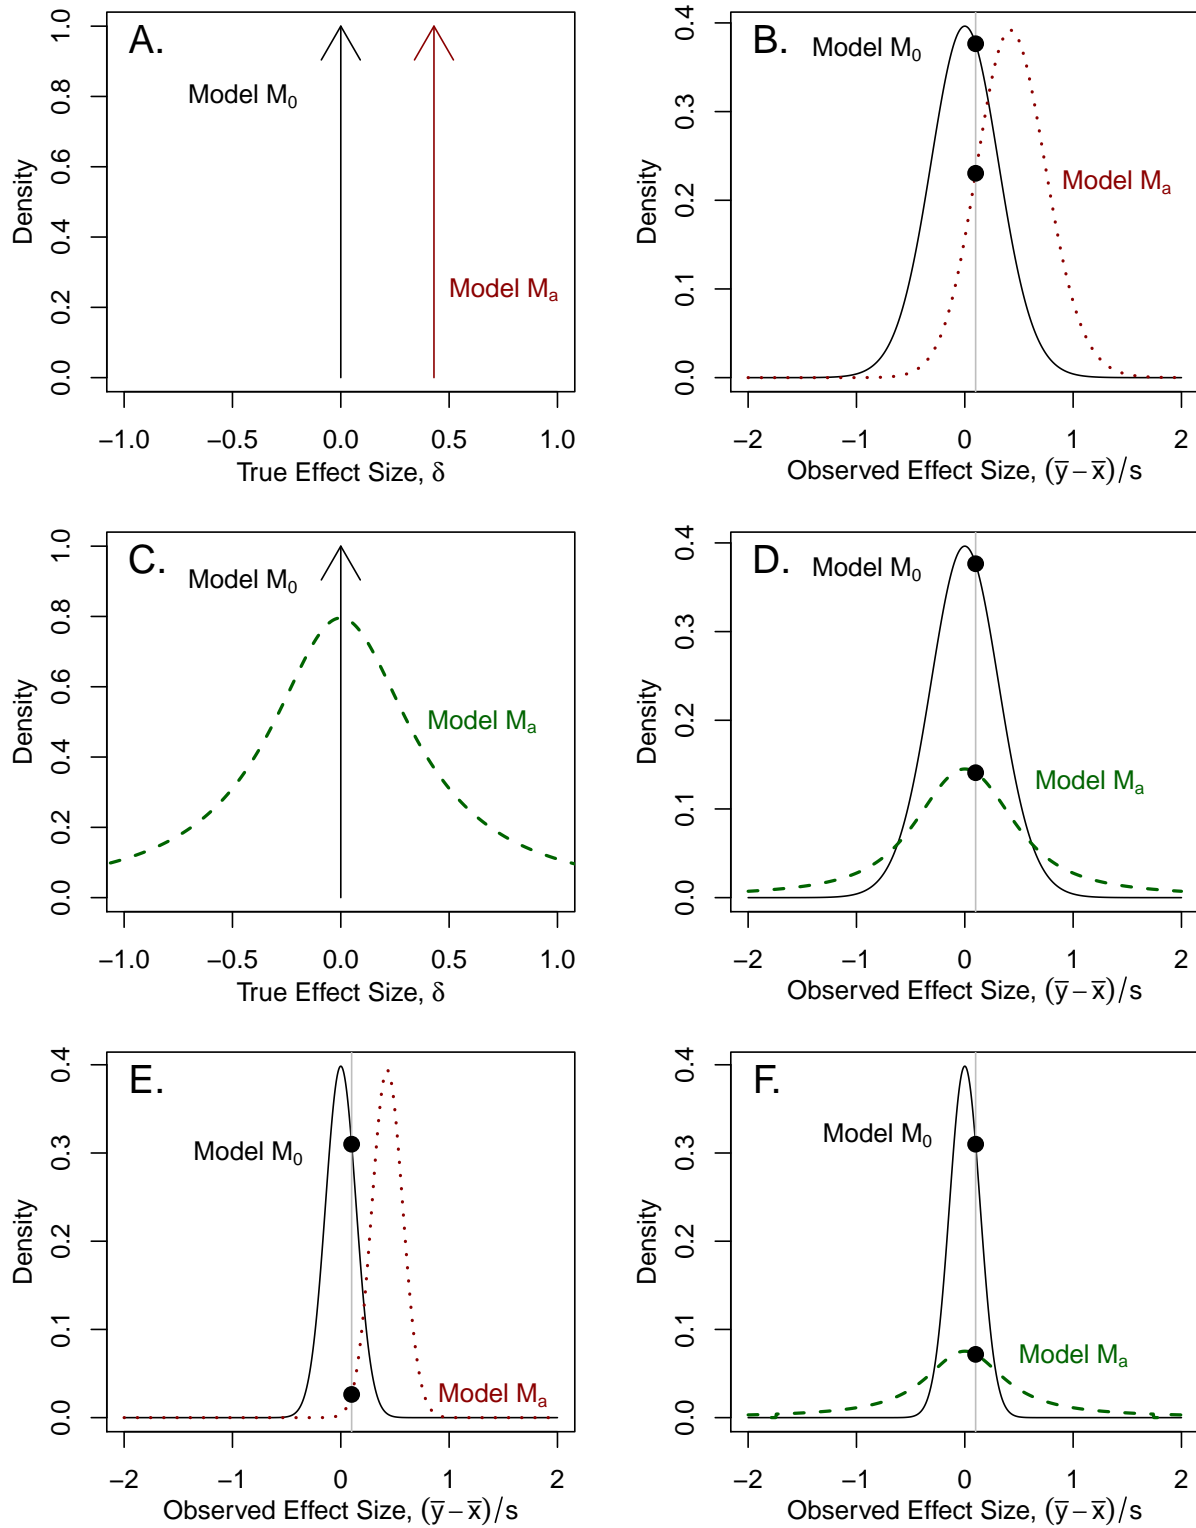 A.
Model M₀
Model Mₐ
Density
0.0
0.2
0.4
0.6
0.8
1.0
−1.0
−0.5
0.0
0.5
1.0
True Effect Size, δ
B.
Model M₀
Model Mₐ
Density
0.0
0.1
0.2
0.3
0.4
−2
−1
0
1
2
Observed Effect Size, (y̅ − x̅)/s
C.
Model M₀
Model Mₐ
Density
0.0
0.2
0.4
0.6
0.8
1.0
−1.0
−0.5
0.0
0.5
1.0
True Effect Size, δ
D.
Model M₀
Model Mₐ
Density
0.0
0.1
0.2
0.3
0.4
−2
−1
0
1
2
Observed Effect Size, (y̅ − x̅)/s
E.
Model M₀
Model Mₐ
Density
0.0
0.1
0.2
0.3
0.4
−2
−1
0
1
2
Observed Effect Size, (y̅ − x̅)/s
F.
Model M₀
Model Mₐ
Density
0.0
0.1
0.2
0.3
0.4
−2
−1
0
1
2
Observed Effect Size, (y̅ − x̅)/s